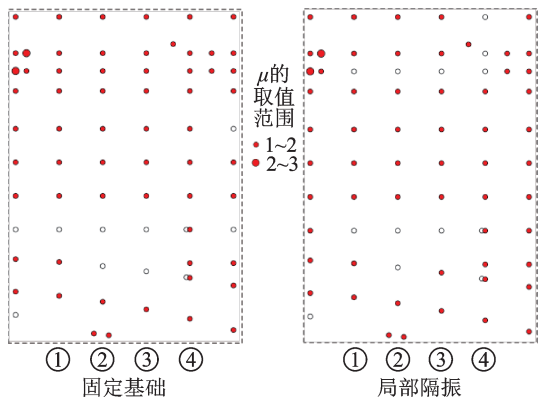 μ的
取值
范围
1~2
2~3
① ② ③ ④
① ② ③ ④
固定基础
局部隔振